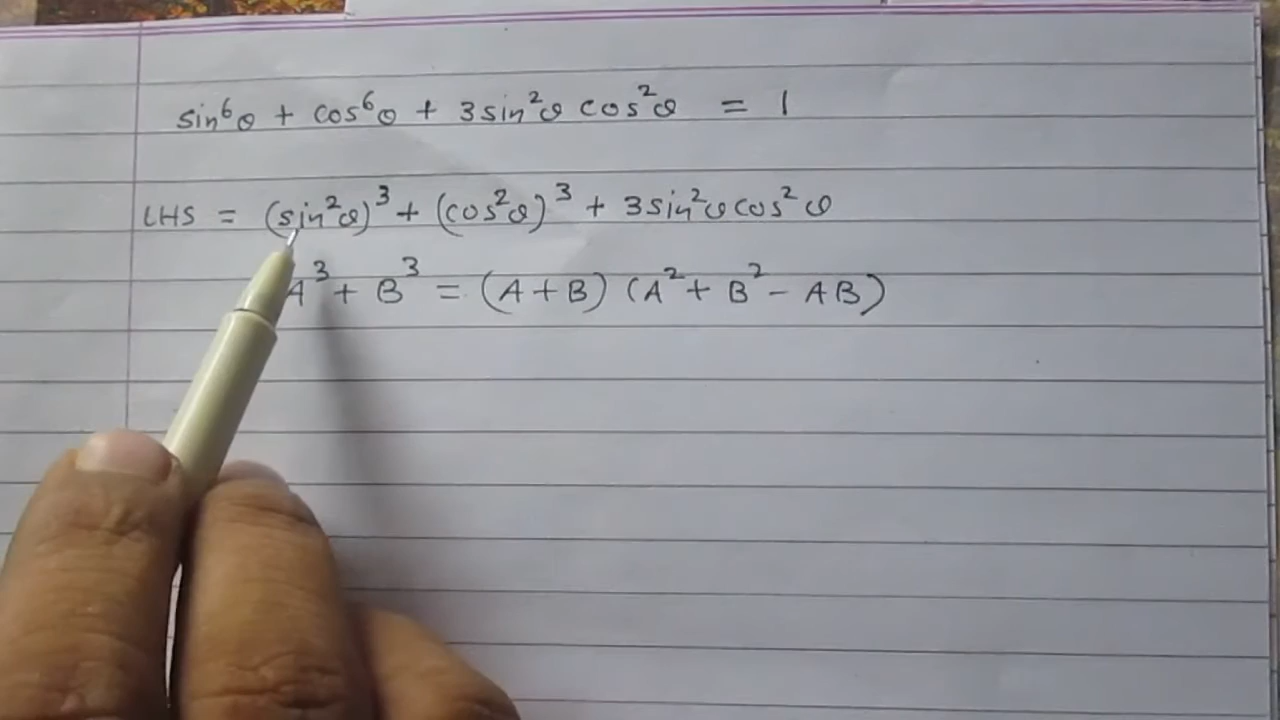 sin⁶θ + cos⁶θ + 3sin²θ cos²θ = 1
LHS = (sin²θ)³ + (cos²θ)³ + 3sin²θ cos²θ
A³ + B³ = (A + B) (A² + B² - AB)